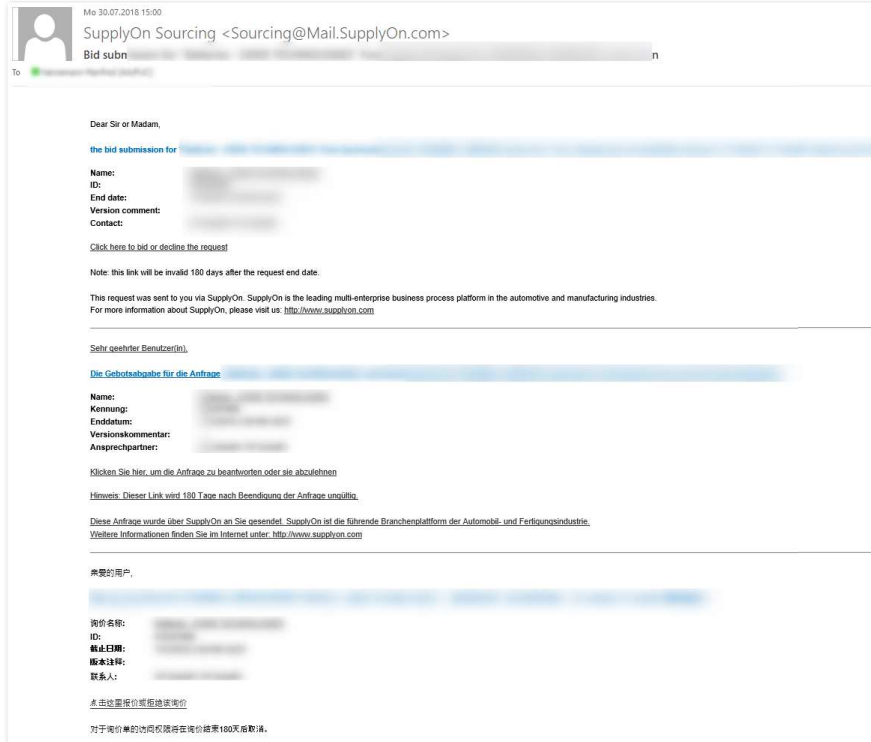 Mo 30.07.2018 15:00
SupplyOn Sourcing <Sourcing@Mail.SupplyOn.com>
Bid subn n
To
Dear Sir or Madam,
the bid submission for
Name:
ID:
End date:
Version comment:
Contact:
Click here to bid or decline the request
Note: this link will be invalid 180 days after the request end date.
This request was sent to you via SupplyOn. SupplyOn is the leading multi-enterprise business process platform in the automotive and manufacturing industries.
For more information about SupplyOn, please visit us: http://www.supplyon.com
Sehr geehrter Benutzer(in),
Die Gebotsabgabe für die Anfrage
Name:
Kennung:
Enddatum:
Versionskommentar:
Ansprechpartner:
Klicken Sie hier, um die Anfrage zu beantworten oder sie abzulehnen
Hinweis: Dieser Link wird 180 Tage nach Beendigung der Anfrage ungültig.
Diese Anfrage wurde über SupplyOn an Sie gesendet. SupplyOn ist die führende Branchenplattform der Automobil- und Fertigungsindustrie.
Weitere Informationen finden Sie im Internet unter: http://www.supplyon.com
亲爱的用户,
询价名称:
ID:
截止日期:
版本注释:
联系人:
点击这里报价或拒绝该询价
对于询价单的访问权限将在询价结束180天后取消。